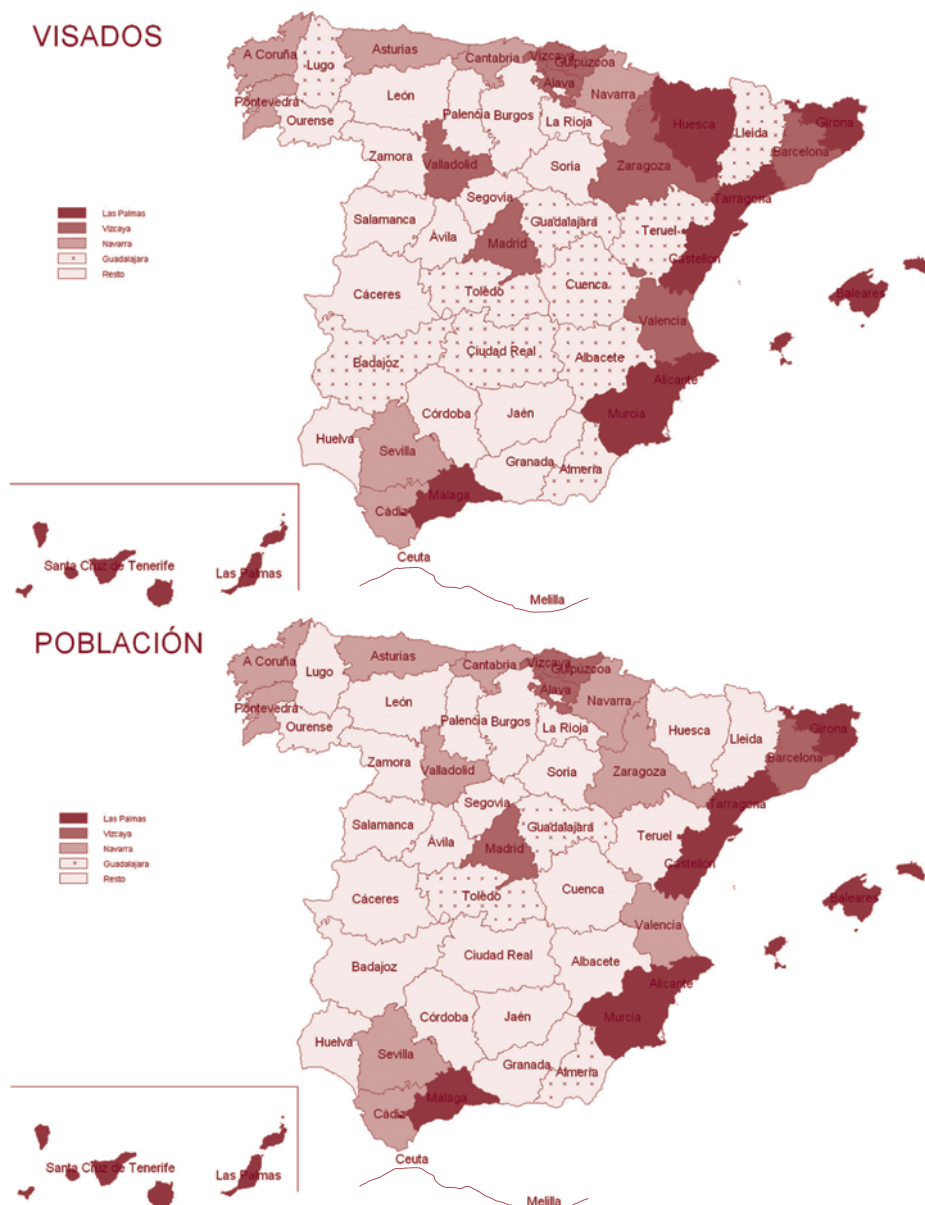 VISADOS
A Coruña
Lugo
Asturias
Cantabria
Vizcaya
Guipúzcoa
Álava
Navarra
Pontevedra
Ourense
León
Palencia
Burgos
La Rioja
Huesca
Lleida
Girona
Barcelona
Zamora
Valladolid
Soria
Zaragoza
Tarragona
Salamanca
Segovia
Ávila
Madrid
Guadalajara
Teruel
Castellón
Las Palmas
Vizcaya
Navarra
Guadalajara
Resto
Cáceres
Toledo
Cuenca
Baleares
Valencia
Badajoz
Ciudad Real
Albacete
Alicante
Murcia
Huelva
Sevilla
Córdoba
Jaén
Granada
Almería
Málaga
Cádiz
Ceuta
Santa Cruz de Tenerife
Las Palmas
Melilla
POBLACIÓN
A Coruña
Lugo
Asturias
Cantabria
Vizcaya
Guipúzcoa
Álava
Navarra
Pontevedra
Ourense
León
Palencia
Burgos
La Rioja
Huesca
Lleida
Girona
Barcelona
Zamora
Valladolid
Soria
Zaragoza
Tarragona
Salamanca
Segovia
Ávila
Madrid
Guadalajara
Teruel
Castellón
Las Palmas
Vizcaya
Navarra
Guadalajara
Resto
Cáceres
Toledo
Cuenca
Baleares
Valencia
Badajoz
Ciudad Real
Albacete
Alicante
Murcia
Huelva
Sevilla
Córdoba
Jaén
Granada
Almería
Málaga
Cádiz
Ceuta
Santa Cruz de Tenerife
Las Palmas
Melilla